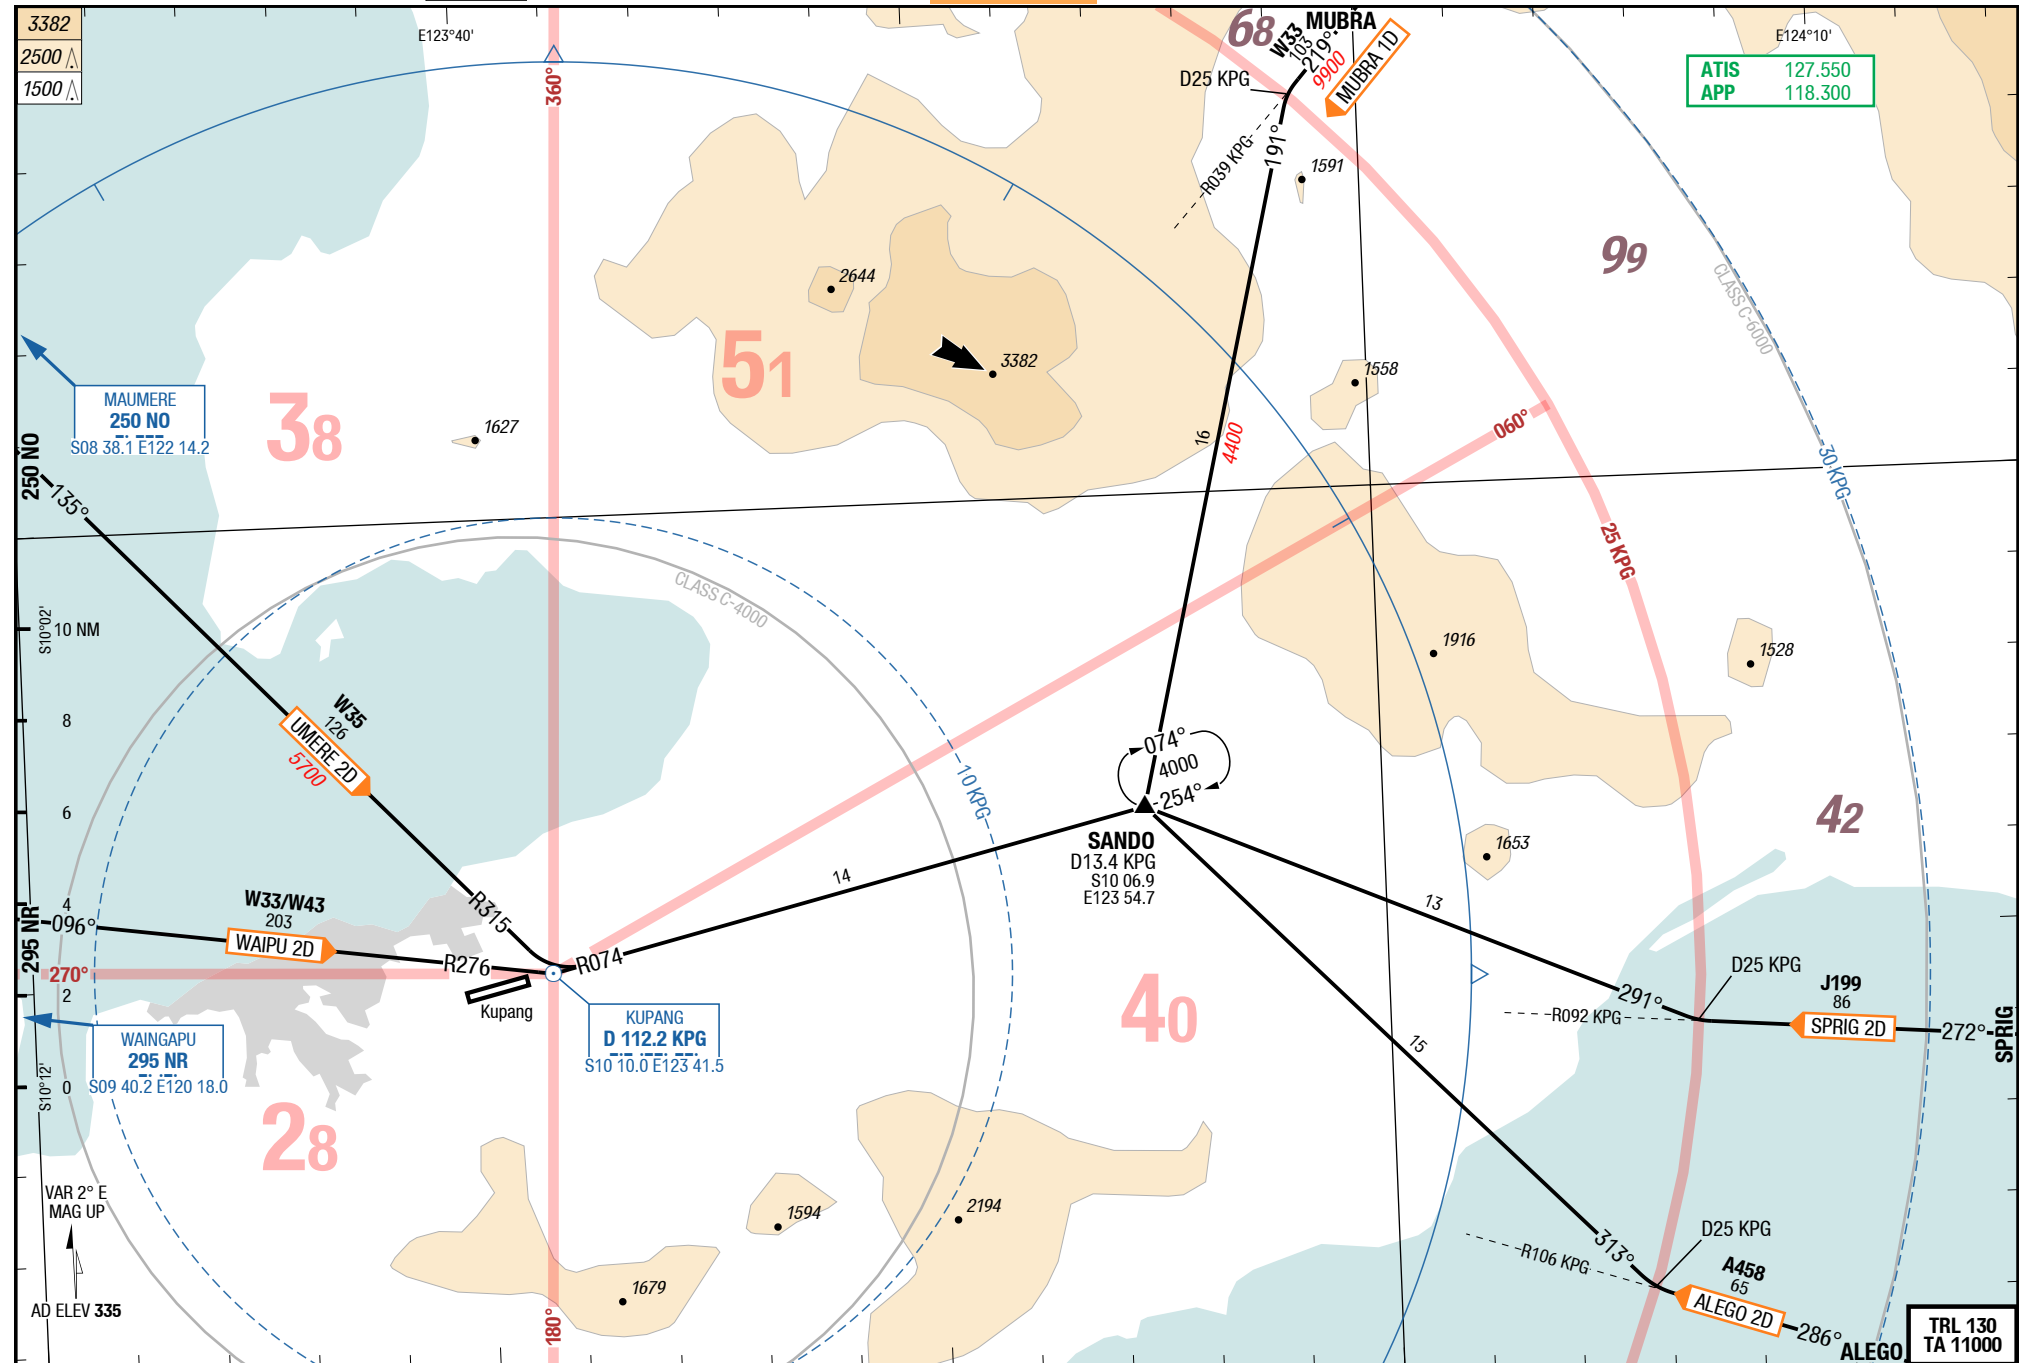 3382
2500
1500
E123°40'
360°
68
W33
103
219°
9900
MUBRA
MUBRA 1D
E124°10'
ATIS 127.550
APP 118.300
D25 KPG
191°
R039 KPG
1591
99
CLASS C-6000
2644
3382
51
1558
MAUMERE
250 NO
S08 38.1 E122 14.2
38
1627
16
4400
060°
30 KPG
250 NO
135°
25 KPG
CLASS C-4000
S10°02'
10 NM
1916
1528
8
W35
126
UMERE 2D
5700
10 KPG
074°
4000
254°
6
SANDO
D13.4 KPG
S10 06.9
E123 54.7
1653
42
14
13
4
W33/W43
203
WAIPU 2D
096°
295 NR
R315
R276
R074
270°
2
Kupang
KUPANG
D 112.2 KPG
S10 10.0 E123 41.5
40
D25 KPG
291°
R092 KPG
J199
86
SPRIG 2D
272°
SPRIG
15
WAINGAPU
295 NR
S09 40.2 E120 18.0
S10°12'
0
28
VAR 2° E
MAG UP
1594
2194
D25 KPG
313°
R106 KPG
A458
65
ALEGO 2D
286°
ALEGO
1679
180°
AD ELEV 335
TRL 130
TA 11000